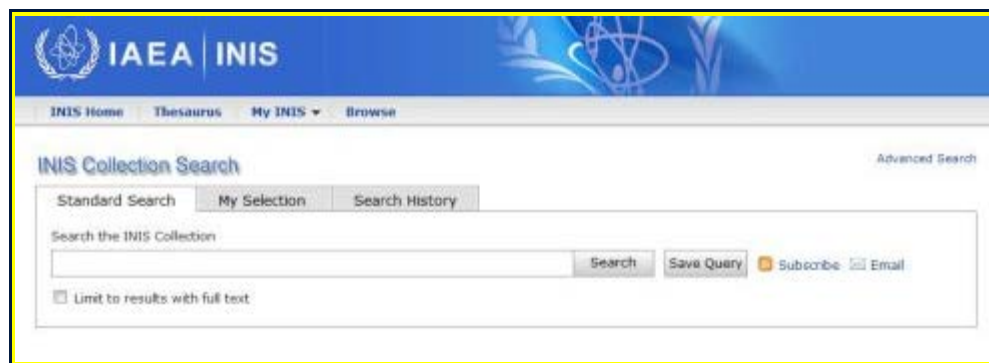 IAEA INIS
INIS Home Thesaurus My INIS Browse
INIS Collection Search
Advanced Search
Standard Search My Selection Search History
Search the INIS Collection
Search Save Query Subscribe Email
Limit to results with full text